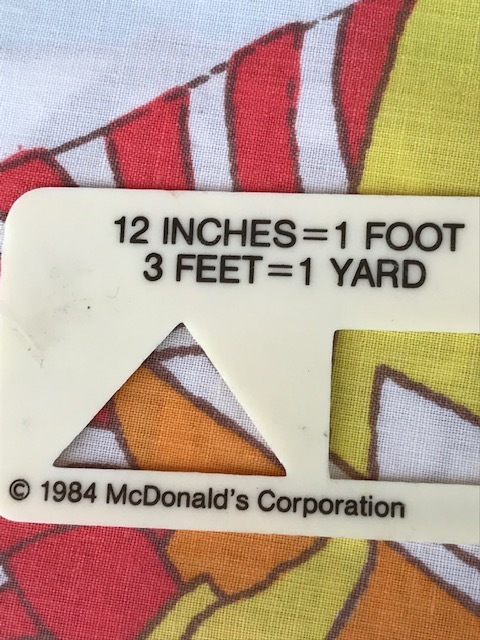 12 INCHES=1 FOOT
3 FEET=1 YARD
© 1984 McDonald's Corporation